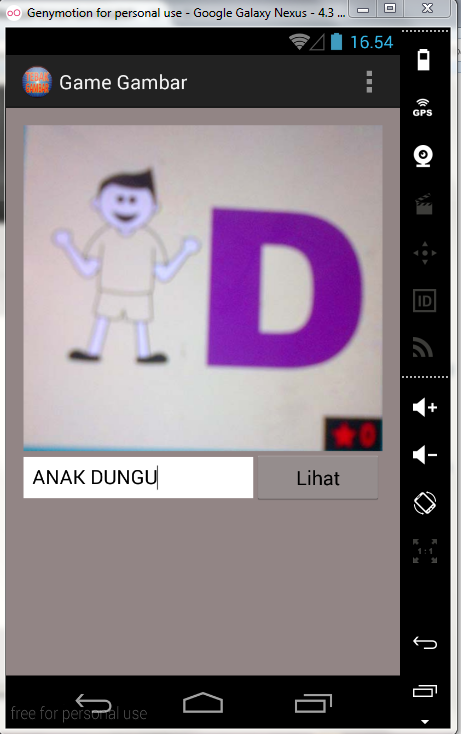 Genymotion for personal use - Google Galaxy Nexus - 4.3 ...
16.54
Game Gambar
GPS
D
ID
0
ANAK DUNGU
Lihat
1:1
free for personal use